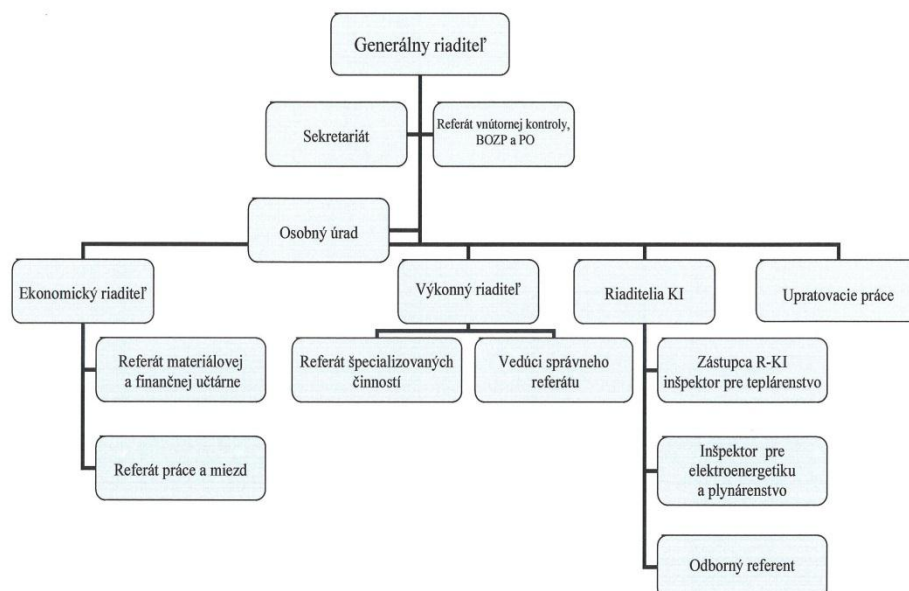 Generálny riaditeľ
Sekretariát
Referát vnútornej kontroly,
BOZP a PO
Osobný úrad
Ekonomický riaditeľ
Výkonný riaditeľ
Riaditelia KI
Upratovacie práce
Referát materiálovej
a finančnej učtárne
Referát špecializovaných
činností
Vedúci správneho
referátu
Zástupca R-KI
inšpektor pre teplárenstvo
Referát práce a miezd
Inšpektor pre
elektroenergetiku
a plynárenstvo
Odborný referent